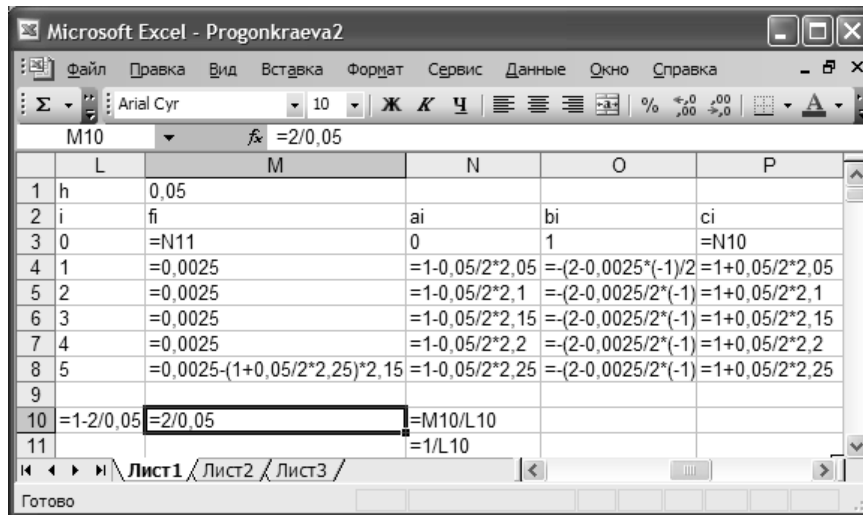 Microsoft Excel - Progonkraeva2
Файл Правка Вид Вставка Формат Сервис Данные Окно Справка
Σ Arial Cyr 10 Ж К Ч % ,00 ,00 A
M10 fx =2/0,05
L M N O P
1 h 0,05
2 i fi ai bi ci
3 0 =N11 0 1 =N10
4 1 =0,0025 =1-0,05/2*2,05 =-(2-0,0025*(-1)/2 =1+0,05/2*2,05
5 2 =0,0025 =1-0,05/2*2,1 =-(2-0,0025/2*(-1) =1+0,05/2*2,1
6 3 =0,0025 =1-0,05/2*2,15 =-(2-0,0025/2*(-1) =1+0,05/2*2,15
7 4 =0,0025 =1-0,05/2*2,2 =-(2-0,0025/2*(-1) =1+0,05/2*2,2
8 5 =0,0025-(1+0,05/2*2,25)*2,15 =1-0,05/2*2,25 =-(2-0,0025/2*(-1) =1+0,05/2*2,25
9
10 =1-2/0,05 =2/0,05 =M10/L10
11 =1/L10
Лист1 Лист2 Лист3
Готово